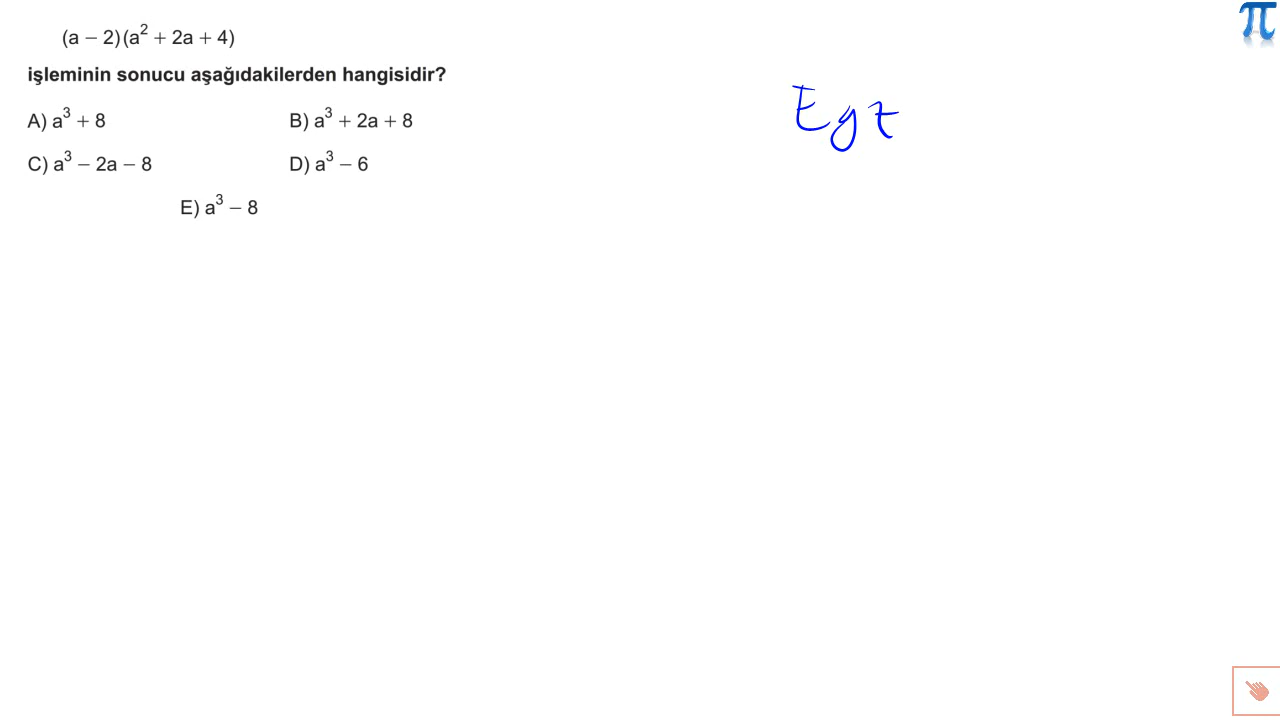 (a − 2)(a² + 2a + 4)
işleminin sonucu aşağıdakilerden hangisidir?
A) a³ + 8 B) a³ + 2a + 8
C) a³ − 2a − 8 D) a³ − 6
E) a³ − 8
π